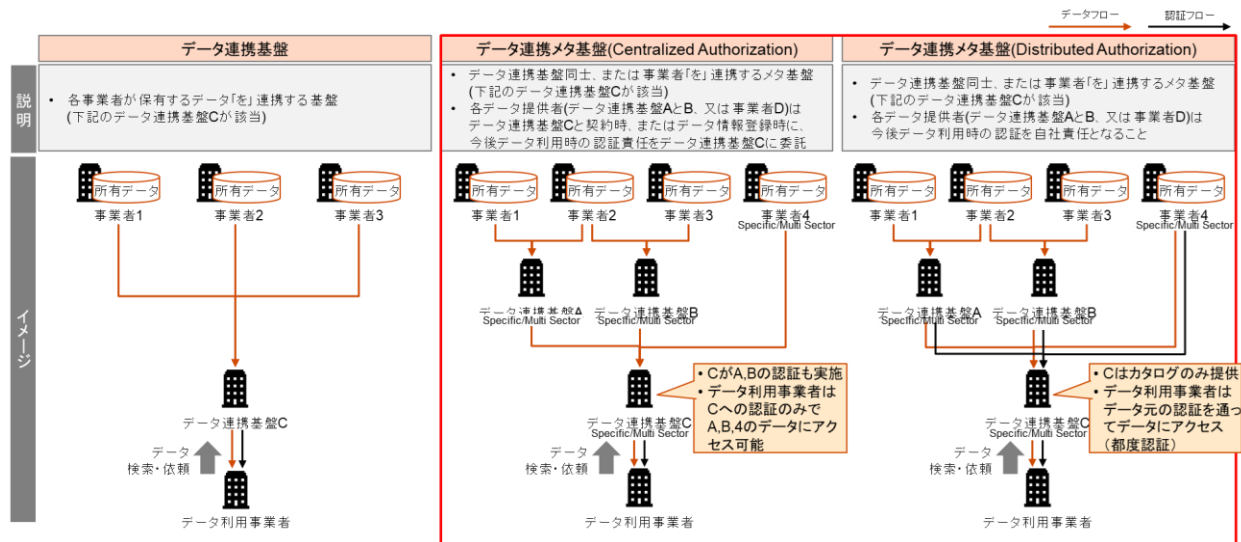 データフロー
認証フロー
データ連携基盤
データ連携メタ基盤(Centralized Authorization)
データ連携メタ基盤(Distributed Authorization)
説明
• 各事業者が保有するデータ「を」連携する基盤
(下記のデータ連携基盤Cが該当)
• データ連携基盤同士、または事業者「を」連携するメタ基盤
(下記のデータ連携基盤Cが該当)
• 各データ提供者(データ連携基盤AとB、又は事業者D)は
データ連携基盤Cと契約時、またはデータ情報登録時に、
今後データ利用時の認証責任をデータ連携基盤Cに委託
• データ連携基盤同士、または事業者「を」連携するメタ基盤
(下記のデータ連携基盤Cが該当)
• 各データ提供者(データ連携基盤AとB、又は事業者D)は
今後データ利用時の認証を自社責任となること
イメージ
所有データ
事業者1
所有データ
事業者2
所有データ
事業者3
データ連携基盤C
データ
検索・依頼
データ利用事業者
所有データ
事業者1
所有データ
事業者2
所有データ
事業者3
所有データ
事業者4
Specific/Multi Sector
データ連携基盤A
Specific/Multi Sector
データ連携基盤B
Specific/Multi Sector
• CがA,Bの認証も実施
• データ利用事業者は
Cへの認証のみで
A,B,4のデータにアク
セス可能
データ連携基盤C
Specific/Multi Sector
データ
検索・依頼
データ利用事業者
所有データ
事業者1
所有データ
事業者2
所有データ
事業者3
所有データ
事業者4
Specific/Multi Sector
データ連携基盤A
Specific/Multi Sector
データ連携基盤B
Specific/Multi Sector
• Cはカタログのみ提供
• データ利用事業者は
データ元の認証を通っ
てデータにアクセス
（都度認証）
データ連携基盤C
Specific/Multi Sector
データ
検索・依頼
データ利用事業者